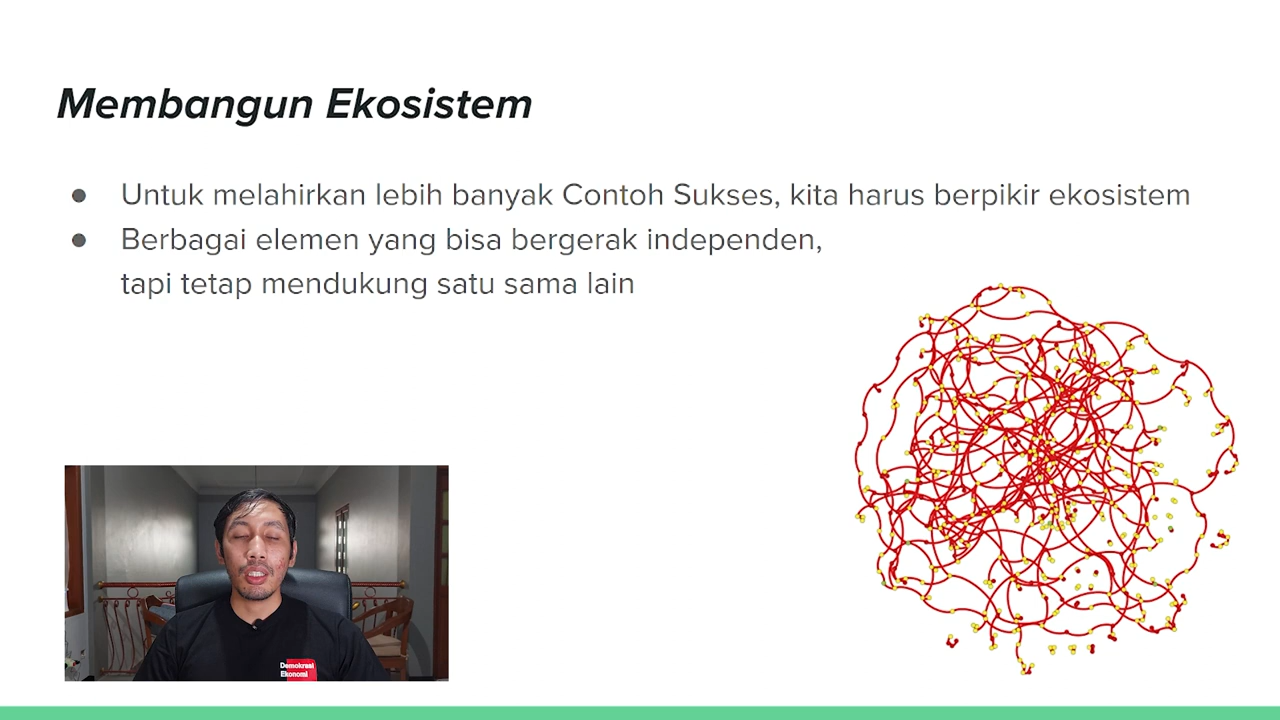 Membangun Ekosistem
● Untuk melahirkan lebih banyak Contoh Sukses, kita harus berpikir ekosistem
● Berbagai elemen yang bisa bergerak independen,
tapi tetap mendukung satu sama lain
Demokrasi
Ekonomi